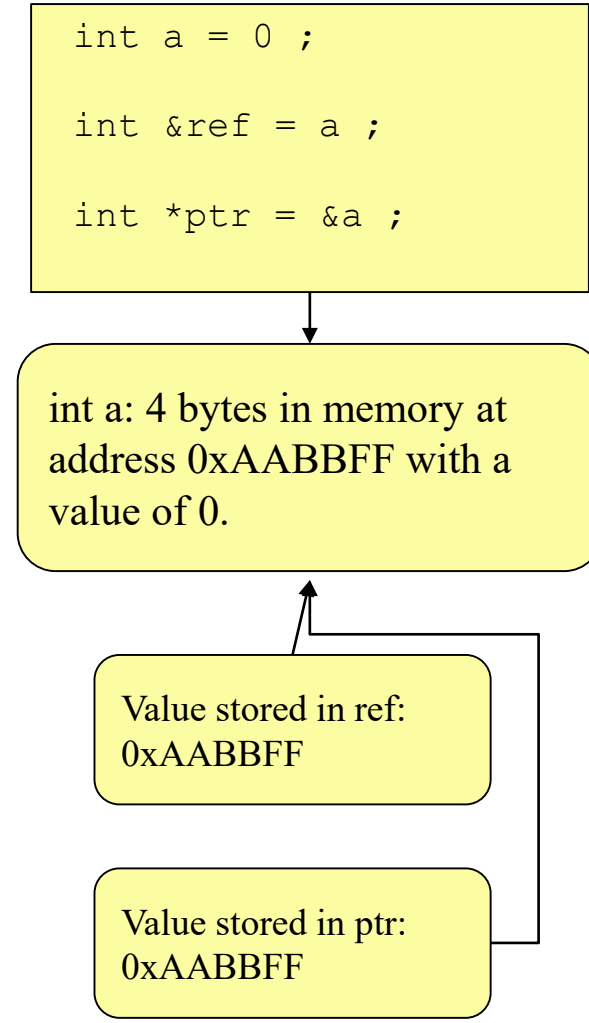 int a = 0 ;
int &ref = a ;
int *ptr = &a ;
int a: 4 bytes in memory at
address 0xAABBFF with a
value of 0.
Value stored in ref:
0xAABBFF
Value stored in ptr:
0xAABBFF